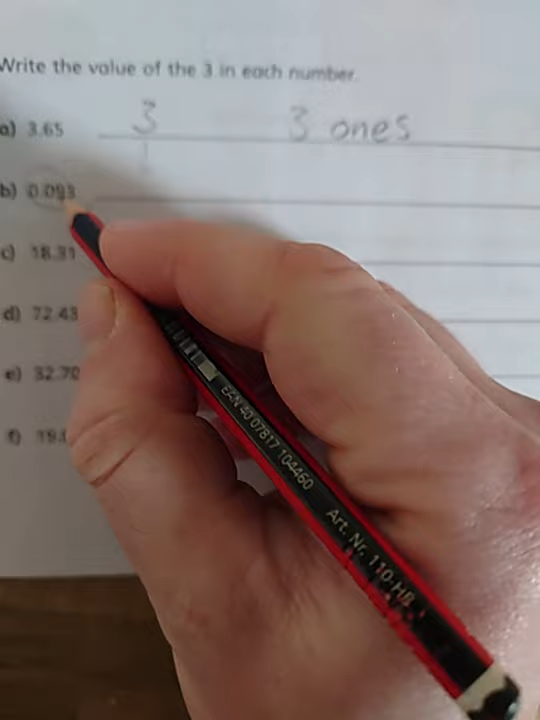 Write the value of the 3 in each number.
a) 3.65 3 3 ones
b) 0.093
c) 18.31
d) 72.43
e) 32.70
f)
EAN 40 07817 104460
Art. Nr. 110-HB